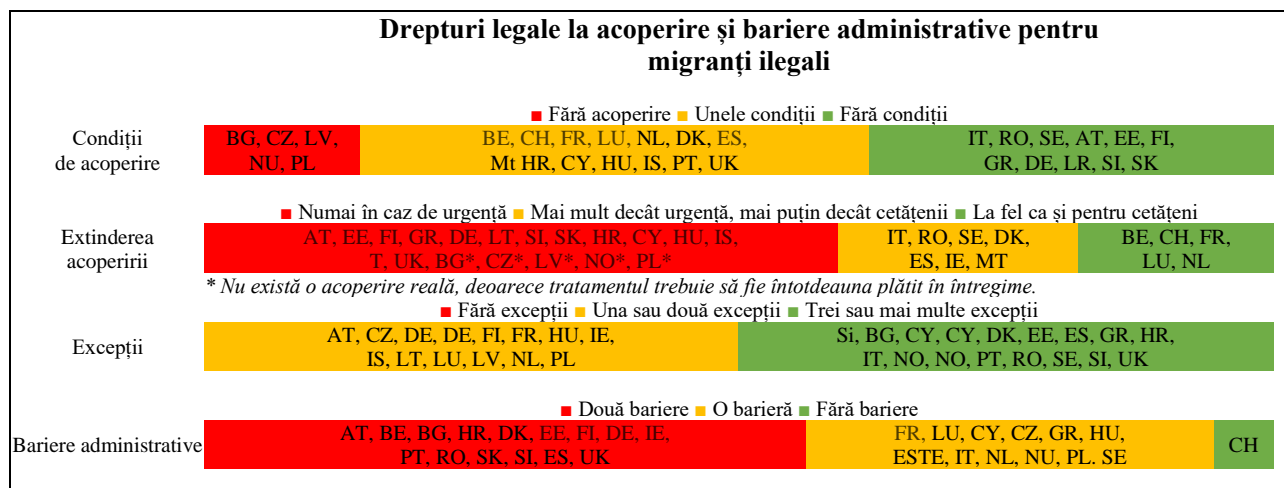 Drepturi legale la acoperire și bariere administrative pentru
migranți ilegali
■ Fără acoperire ■ Unele condiții ■ Fără condiții
Condiții
de acoperire
BG, CZ, LV,
NU, PL
BE, CH, FR, LU, NL, DK, ES,
Mt HR, CY, HU, IS, PT, UK
IT, RO, SE, AT, EE, FI,
GR, DE, LR, SI, SK
■ Numai în caz de urgență ■ Mai mult decât urgență, mai puțin decât cetățenii ■ La fel ca și pentru cetățeni
Extinderea
acoperirii
AT, EE, FI, GR, DE, LT, SI, SK, HR, CY, HU, IS,
T, UK, BG*, CZ*, LV*, NO*, PL*
IT, RO, SE, DK,
ES, IE, MT
BE, CH, FR,
LU, NL
* Nu există o acoperire reală, deoarece tratamentul trebuie să fie întotdeauna plătit în întregime.
■ Fără excepții ■ Una sau două excepții ■ Trei sau mai multe excepții
Excepții
AT, CZ, DE, DE, FI, FR, HU, IE,
IS, LT, LU, LV, NL, PL
Si, BG, CY, CY, DK, EE, ES, GR, HR,
IT, NO, NO, PT, RO, SE, SI, UK
■ Două bariere ■ O barieră ■ Fără bariere
Bariere administrative
AT, BE, BG, HR, DK, EE, FI, DE, IE,
PT, RO, SK, SI, ES, UK
FR, LU, CY, CZ, GR, HU,
ESTE, IT, NL, NU, PL. SE
CH